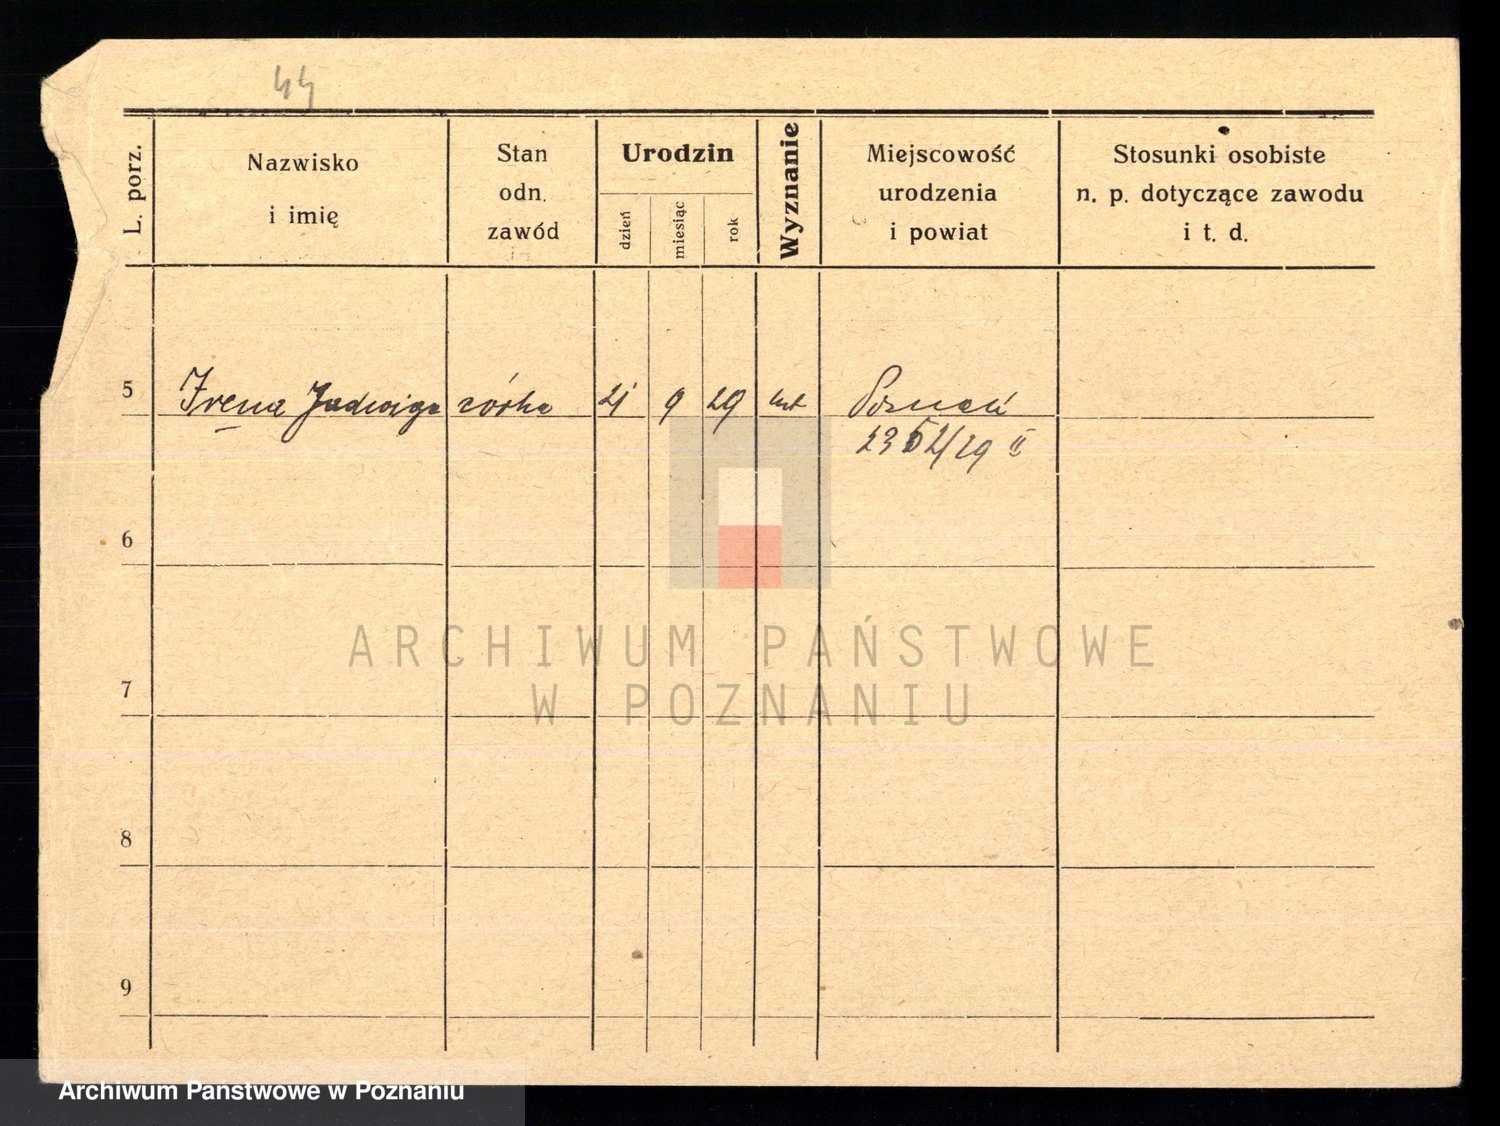 44
L. porz.
Nazwisko
i imię
Stan
odn.
zawód
Urodzin
dzień
miesiąc
rok
Wyznanie
Miejscowość
urodzenia
i powiat
Stosunki osobiste
n. p. dotyczące zawodu
i t. d.
5 Irena Jadwiga córka 21 9 29 kat Poznań
2352/29 II
6
7
8
9
ARCHIWUM PAŃSTWOWE
W POZNANIU
Archiwum Państwowe w Poznaniu